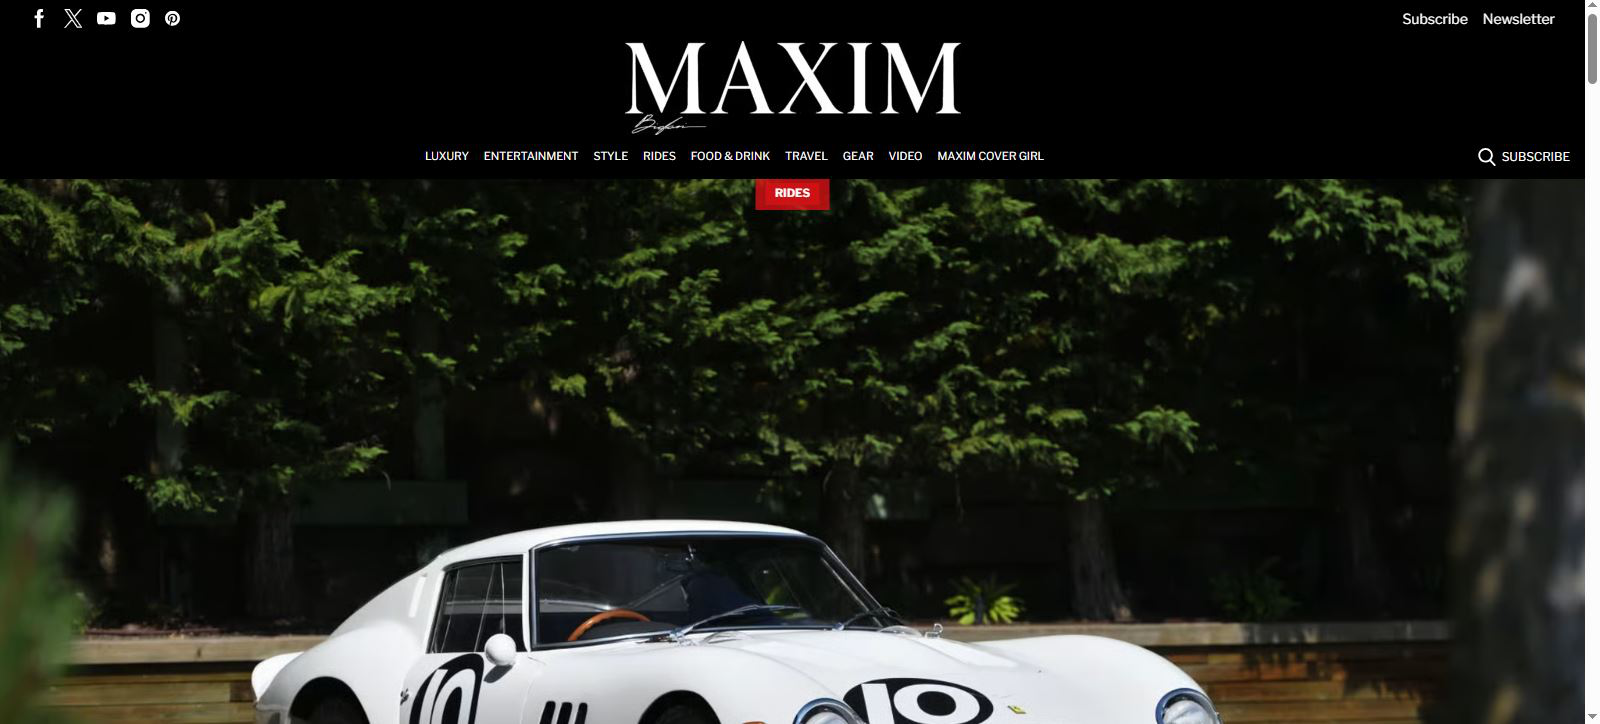 Subscribe Newsletter
MAXIM
LUXURY ENTERTAINMENT STYLE RIDES FOOD & DRINK TRAVEL GEAR VIDEO MAXIM COVER GIRL
SUBSCRIBE
RIDES
10 10